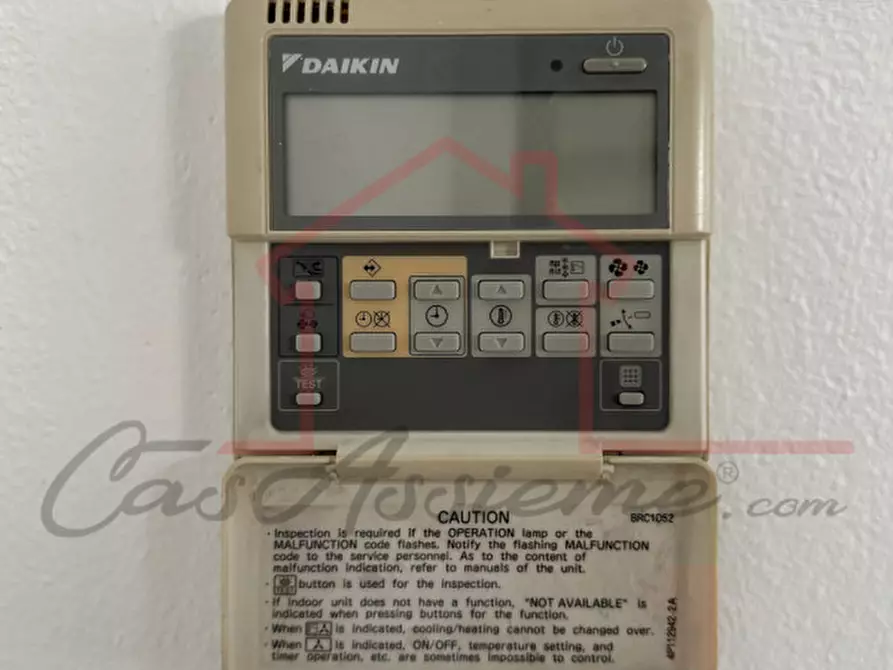 DAIKIN
TEST
CasAssieme®.com
CAUTION
BRC1C52
· Inspection is required if the OPERATION lamp or the
MALFUNCTION code flashes. Notify the flashing MALFUNCTION
code to the service personnel. As to the content of
malfunction indication, refer to manuals of the unit.
· TEST button is used for the inspection.
· If indoor unit does not have a function, "NOT AVAILABLE" is
indicated when pressing buttons for the function.
· When is indicated, cooling/heating cannot be changed over.
· When is indicated, ON/OFF, temperature setting, and
timer operation, etc. are sometimes impossible to control.
4P112942-2A